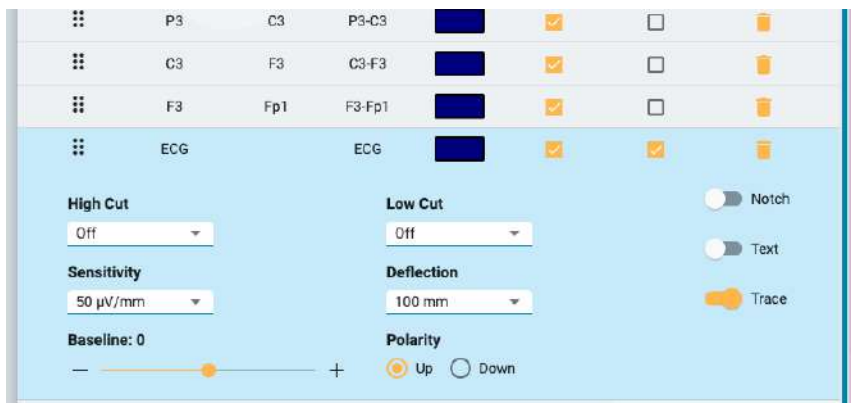 P3 C3 P3-C3
C3 F3 C3-F3
F3 Fp1 F3-Fp1
ECG ECG
High Cut Low Cut Notch
Off Off
Text
Sensitivity Deflection
50 µV/mm 100 mm Trace
Baseline: 0 Polarity
Up Down